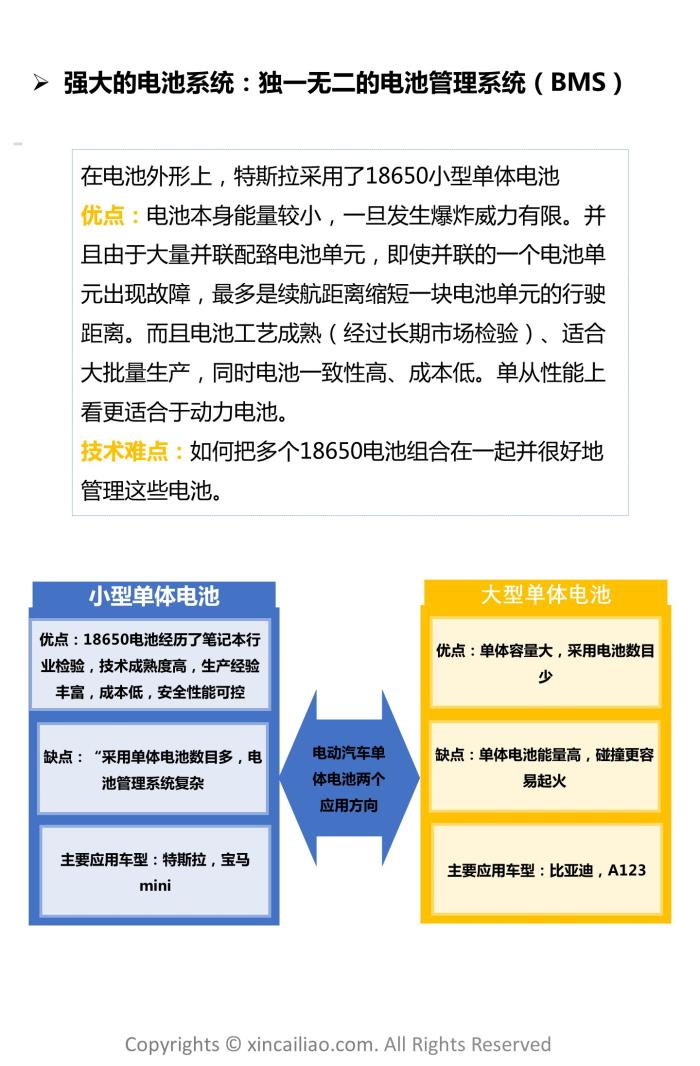 ➢ 强大的电池系统：独一无二的电池管理系统（BMS）
在电池外形上，特斯拉采用了18650小型单体电池
优点：电池本身能量较小，一旦发生爆炸威力有限。并
且由于大量并联配臵电池单元，即使并联的一个电池单
元出现故障，最多是续航距离缩短一块电池单元的行驶
距离。而且电池工艺成熟（经过长期市场检验）、适合
大批量生产，同时电池一致性高、成本低。单从性能上
看更适合于动力电池。
技术难点：如何把多个18650电池组合在一起并很好地
管理这些电池。
小型单体电池
优点：18650电池经历了笔记本行
业检验，技术成熟度高，生产经验
丰富，成本低，安全性能可控
缺点：“采用单体电池数目多，电
池管理系统复杂
主要应用车型：特斯拉，宝马
mini
电动汽车单
体电池两个
应用方向
大型单体电池
优点：单体容量大，采用电池数目
少
缺点：单体电池能量高，碰撞更容
易起火
主要应用车型：比亚迪，A123
Copyrights © xincailiao.com. All Rights Reserved